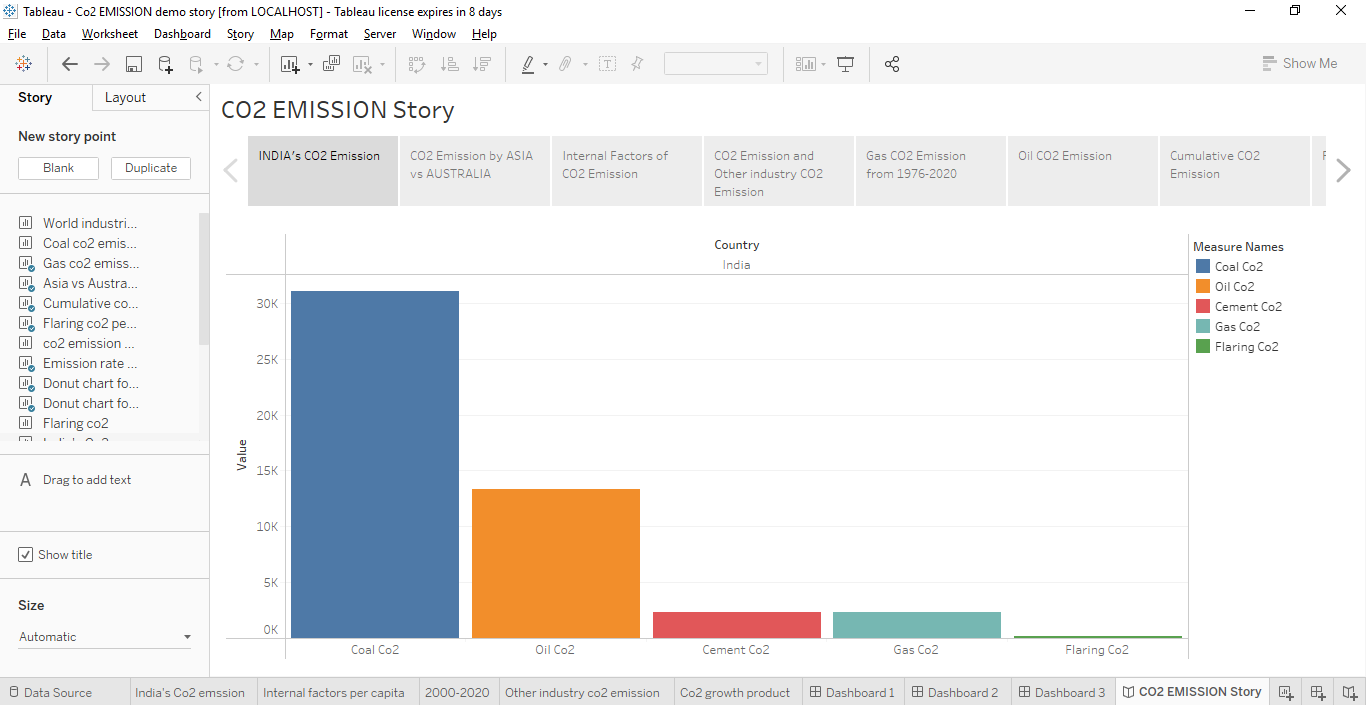 Tableau - Co2 EMISSION demo story [from LOCALHOST] - Tableau license expires in 8 days
File Data Worksheet Dashboard Story Map Format Server Window Help
Show Me
Story Layout
New story point
Blank Duplicate
World industri...
Coal co2 emis...
Gas co2 emiss...
Asia vs Austra...
Cumulative co...
Flaring co2 pe...
co2 emission ...
Emission rate ...
Donut chart fo...
Donut chart fo...
Flaring co2
A Drag to add text
Show title
Size
Automatic
CO2 EMISSION Story
INDIA's CO2 Emission
CO2 Emission by ASIA
vs AUSTRALIA
Internal Factors of
CO2 Emission
CO2 Emission and
Other industry CO2
Emission
Gas CO2 Emission
from 1976-2020
Oil CO2 Emission
Cumulative CO2
Emission
Country
India
Value
30K
25K
20K
15K
10K
5K
0K
Coal Co2 Oil Co2 Cement Co2 Gas Co2 Flaring Co2
Measure Names
Coal Co2
Oil Co2
Cement Co2
Gas Co2
Flaring Co2
Data Source India's Co2 emssion Internal factors per capita 2000-2020 Other industry co2 emission Co2 growth product Dashboard 1 Dashboard 2 Dashboard 3 CO2 EMISSION Story